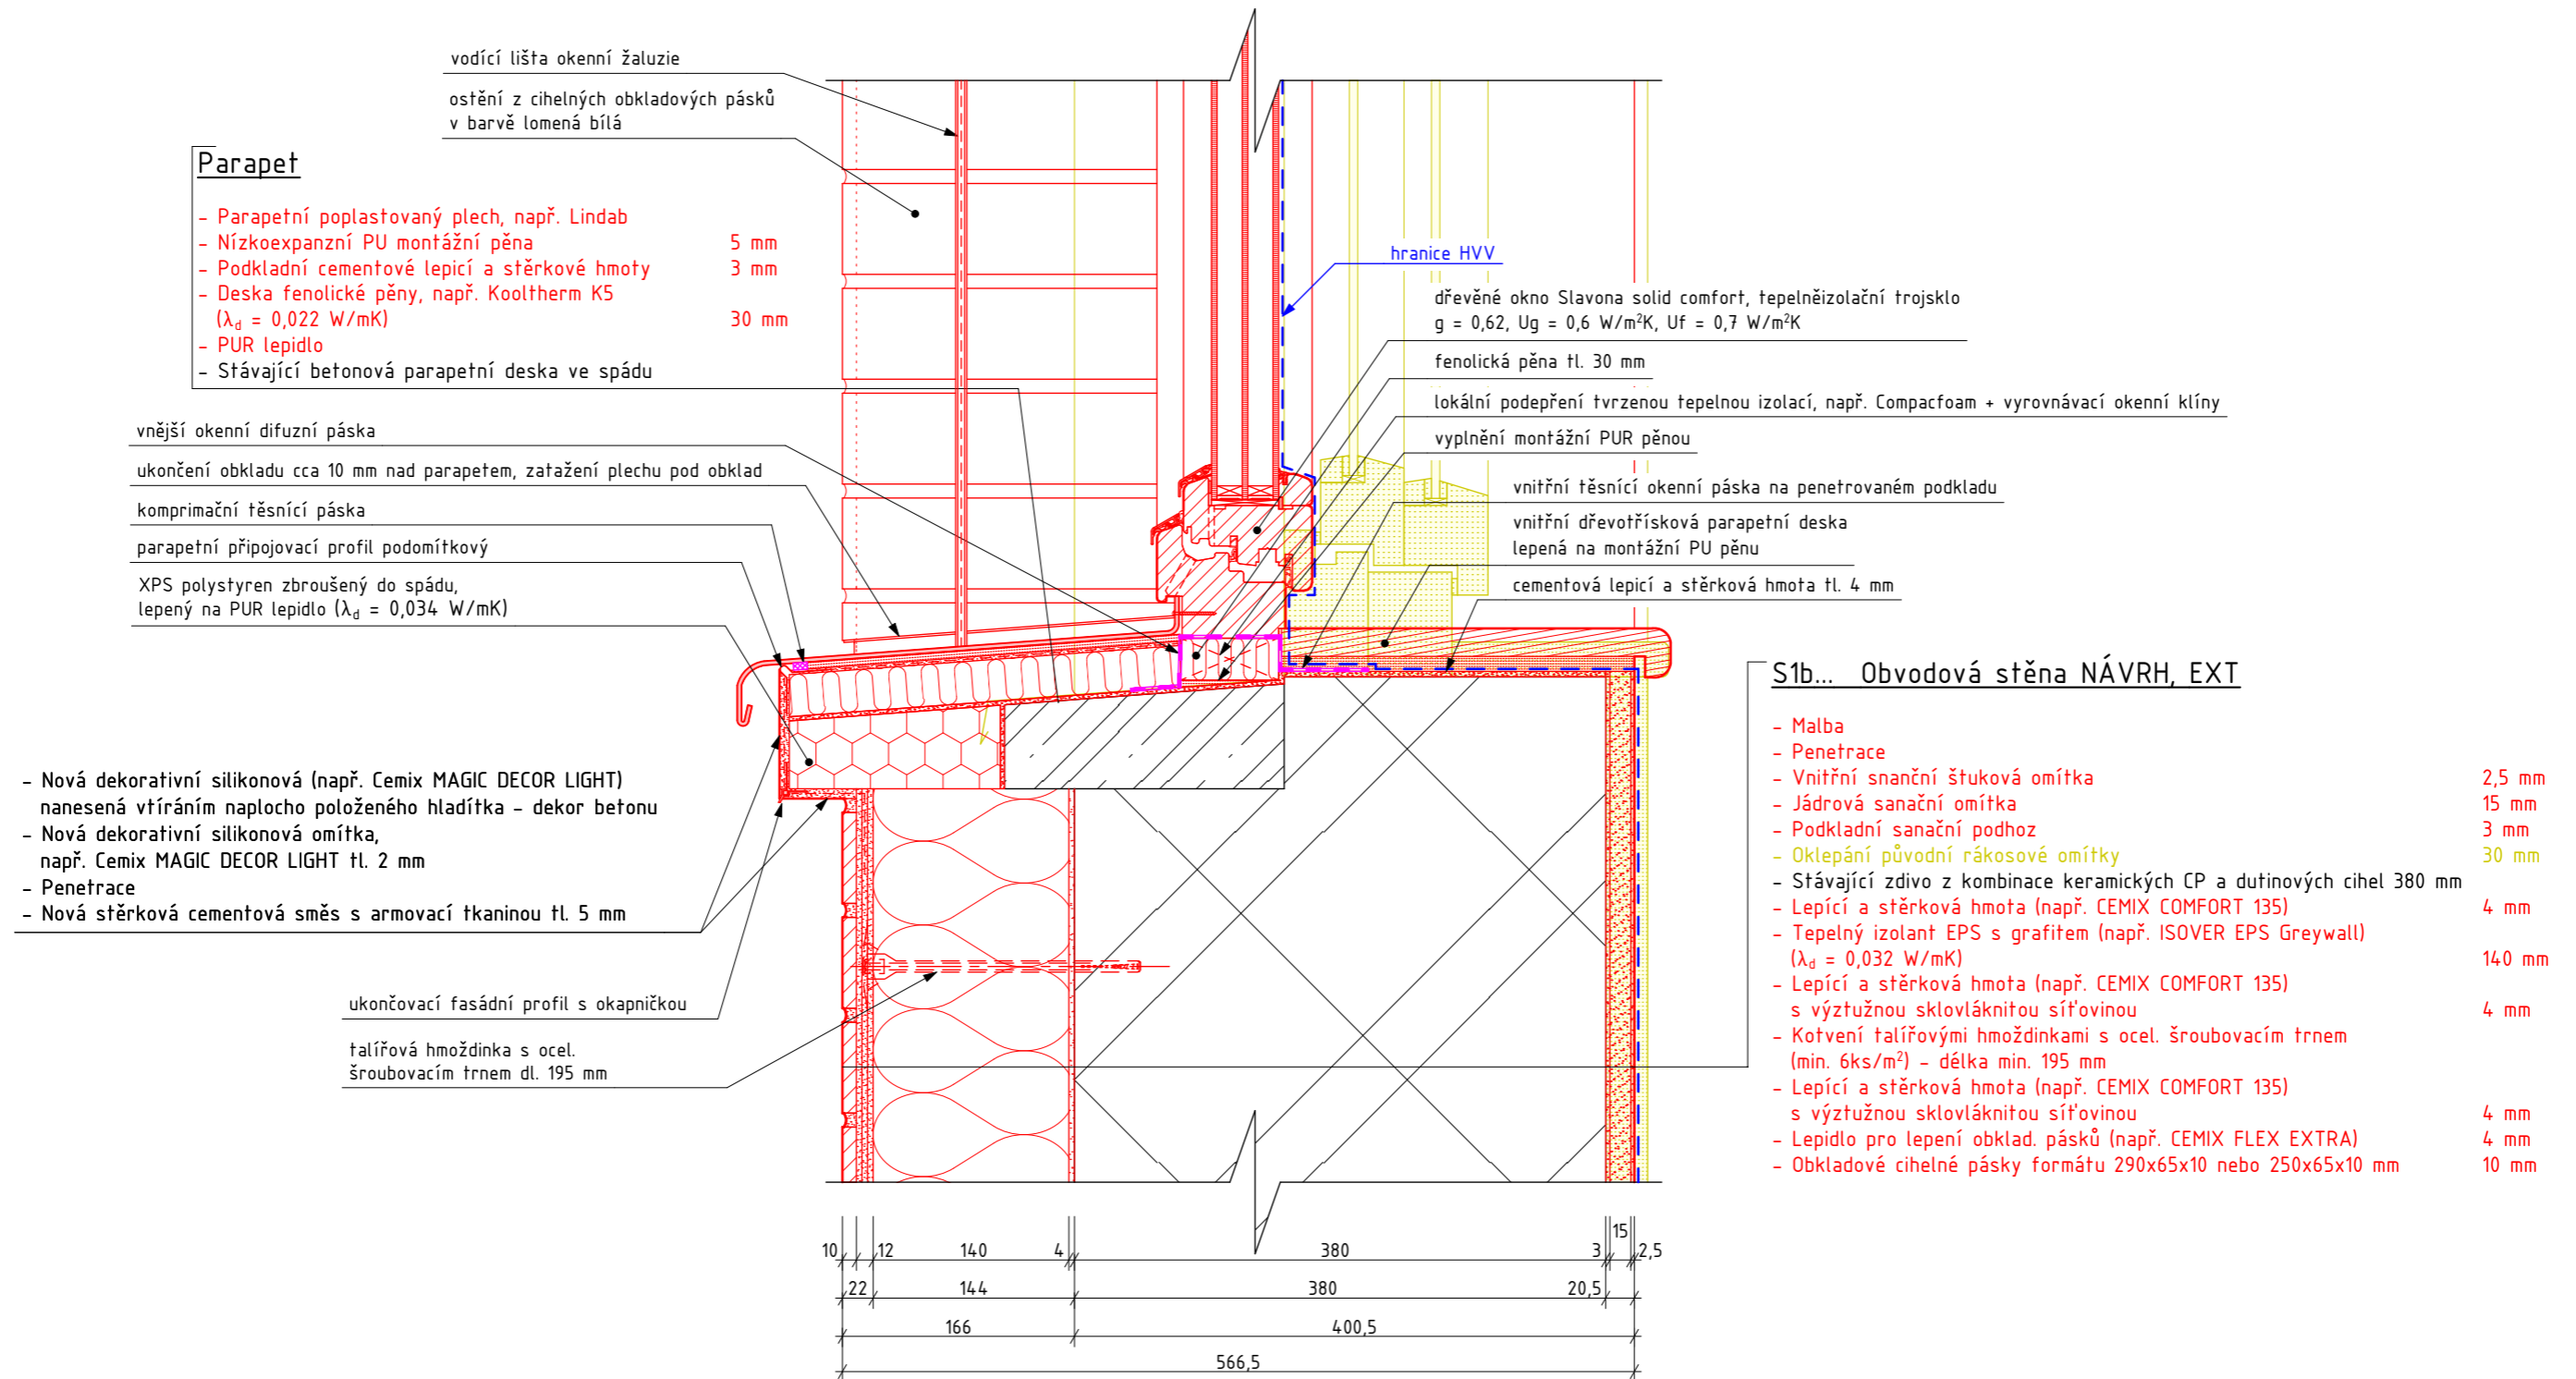 vodící lišta okenní žaluzie
ostění z cihelných obkladových pásků
v barvě lomená bílá
Parapet
- Parapetní poplastovaný plech, např. Lindab
- Nízkoexpanzní PU montážní pěna 5 mm
- Podkladní cementové lepicí a stěrkové hmoty 3 mm
- Deska fenolické pěny, např. Kooltherm K5
(λd = 0,022 W/mK) 30 mm
- PUR lepidlo
- Stávající betonová parapetní deska ve spádu
vnější okenní difuzní páska
ukončení obkladu cca 10 mm nad parapetem, zatažení plechu pod obklad
komprimační těsnící páska
parapetní připojovací profil podomítkový
XPS polystyren zbroušený do spádu,
lepený na PUR lepidlo (λd = 0,034 W/mK)
- Nová dekorativní silikonová (např. Cemix MAGIC DECOR LIGHT)
nanesená vtíráním naplocho položeného hladítka - dekor betonu
- Nová dekorativní silikonová omítka,
např. Cemix MAGIC DECOR LIGHT tl. 2 mm
- Penetrace
- Nová stěrková cementová směs s armovací tkaninou tl. 5 mm
ukončovací fasádní profil s okapničkou
talířová hmoždinka s ocel.
šroubovacím trnem dl. 195 mm
hranice HVV
dřevěné okno Slavona solid comfort, tepelněizolační trojsklo
g = 0,62, Ug = 0,6 W/m²K, Uf = 0,7 W/m²K
fenolická pěna tl. 30 mm
lokální podepření tvrzenou tepelnou izolací, např. Compacfoam + vyrovnávací okenní klíny
vyplnění montážní PUR pěnou
vnitřní těsnící okenní páska na penetrovaném podkladu
vnitřní dřevotřísková parapetní deska
lepená na montážní PU pěnu
cementová lepicí a stěrková hmota tl. 4 mm
S1b... Obvodová stěna NÁVRH, EXT
- Malba
- Penetrace
- Vnitřní snanční štuková omítka 2,5 mm
- Jádrová sanační omítka 15 mm
- Podkladní sanační podhoz 3 mm
- Oklepání původní rákosové omítky 30 mm
- Stávající zdivo z kombinace keramických CP a dutinových cihel 380 mm
- Lepící a stěrková hmota (např. CEMIX COMFORT 135) 4 mm
- Tepelný izolant EPS s grafitem (např. ISOVER EPS Greywall)
(λd = 0,032 W/mK) 140 mm
- Lepící a stěrková hmota (např. CEMIX COMFORT 135)
s výztužnou sklovláknitou síťovinou 4 mm
- Kotvení talířovými hmoždinkami s ocel. šroubovacím trnem
(min. 6ks/m²) - délka min. 195 mm
- Lepící a stěrková hmota (např. CEMIX COMFORT 135)
s výztužnou sklovláknitou síťovinou 4 mm
- Lepidlo pro lepení obklad. pásků (např. CEMIX FLEX EXTRA) 4 mm
- Obkladové cihelné pásky formátu 290x65x10 nebo 250x65x10 mm 10 mm
10 12 140 4 380 3 15 2,5
22 144 380 20,5
166 400,5
566,5